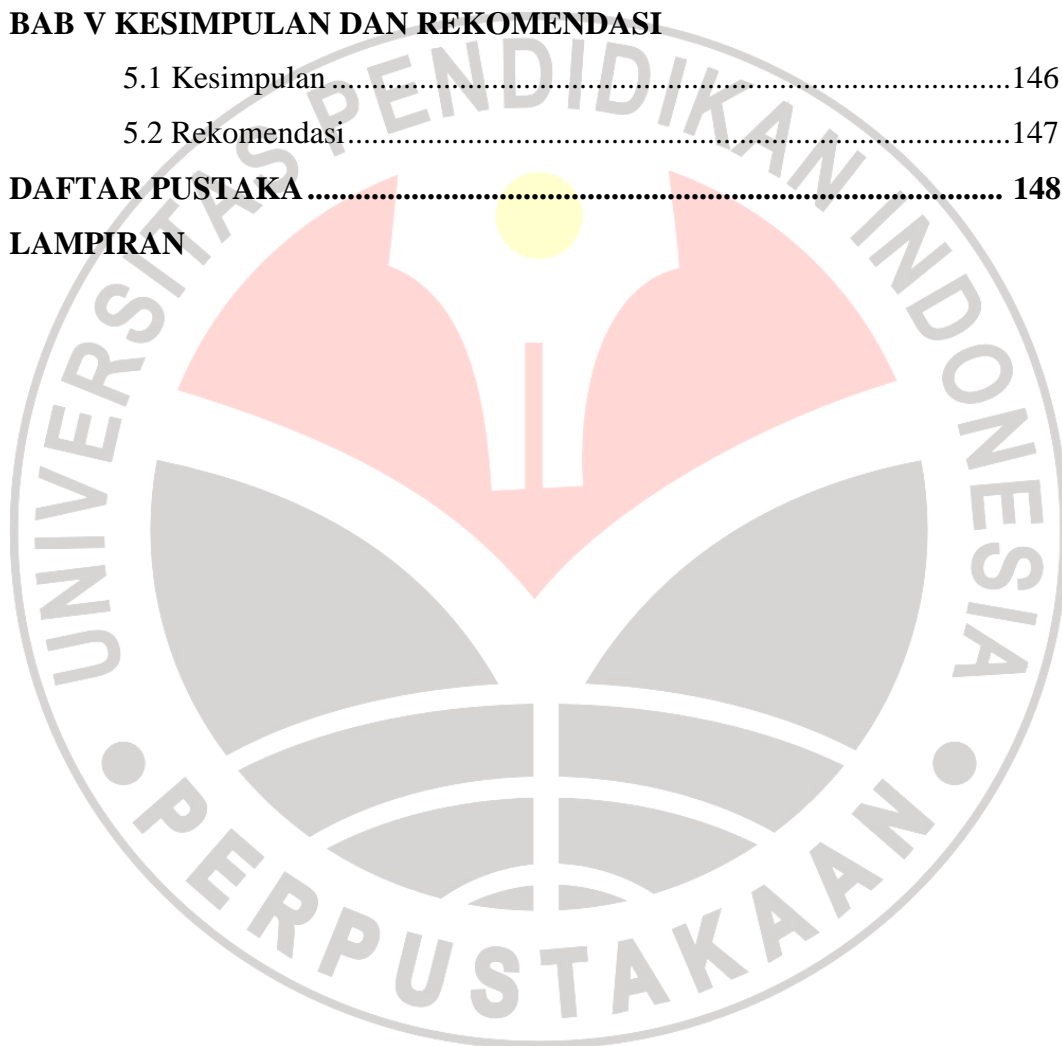 BAB V KESIMPULAN DAN REKOMENDASI
5.1 Kesimpulan.....................................................................................146
5.2 Rekomendasi...................................................................................147
DAFTAR PUSTAKA ...................................................................................... 148
LAMPIRAN
UNIVERSITAS PENDIDIKAN INDONESIA
PERPUSTAKAAN